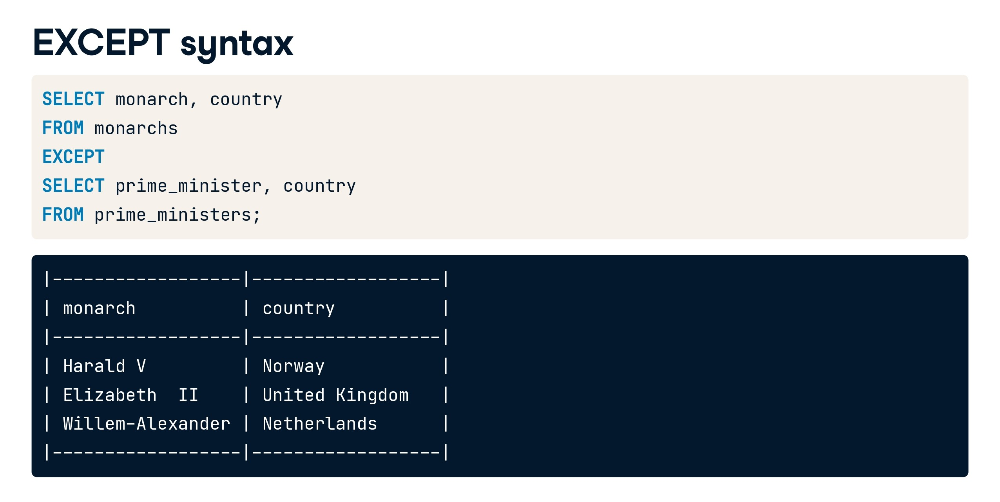 EXCEPT syntax
SELECT monarch, country
FROM monarchs
EXCEPT
SELECT prime_minister, country
FROM prime_ministers;
|------------------|------------------|
| monarch          | country          |
|------------------|------------------|
| Harald V         | Norway           |
| Elizabeth  II    | United Kingdom   |
| Willem-Alexander | Netherlands      |
|------------------|------------------|